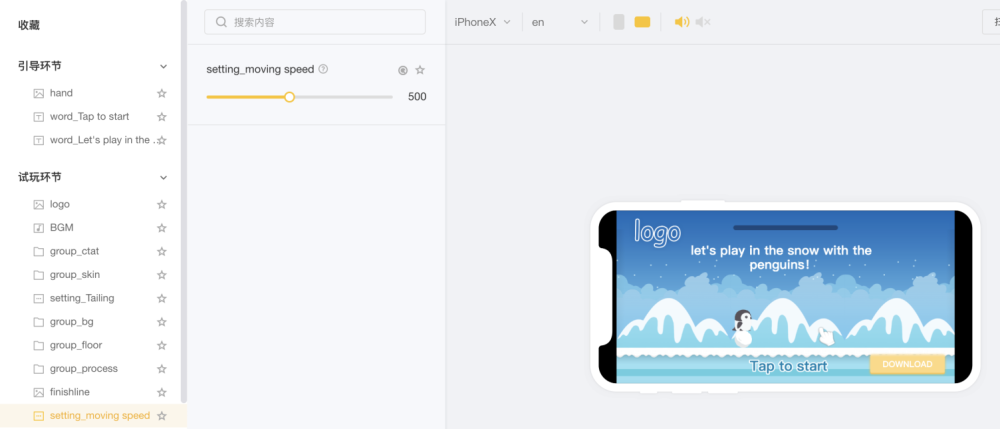 收藏
引导环节
hand
word_Tap to start
word_Let's play in the ...
试玩环节
logo
BGM
group_ctat
group_skin
setting_Tailing
group_bg
group_floor
group_process
finishline
setting_moving speed
搜索内容
setting_moving speed
500
iPhoneX
en
logo
let's play in the snow with the
penguins!
Tap to start
DOWNLOAD